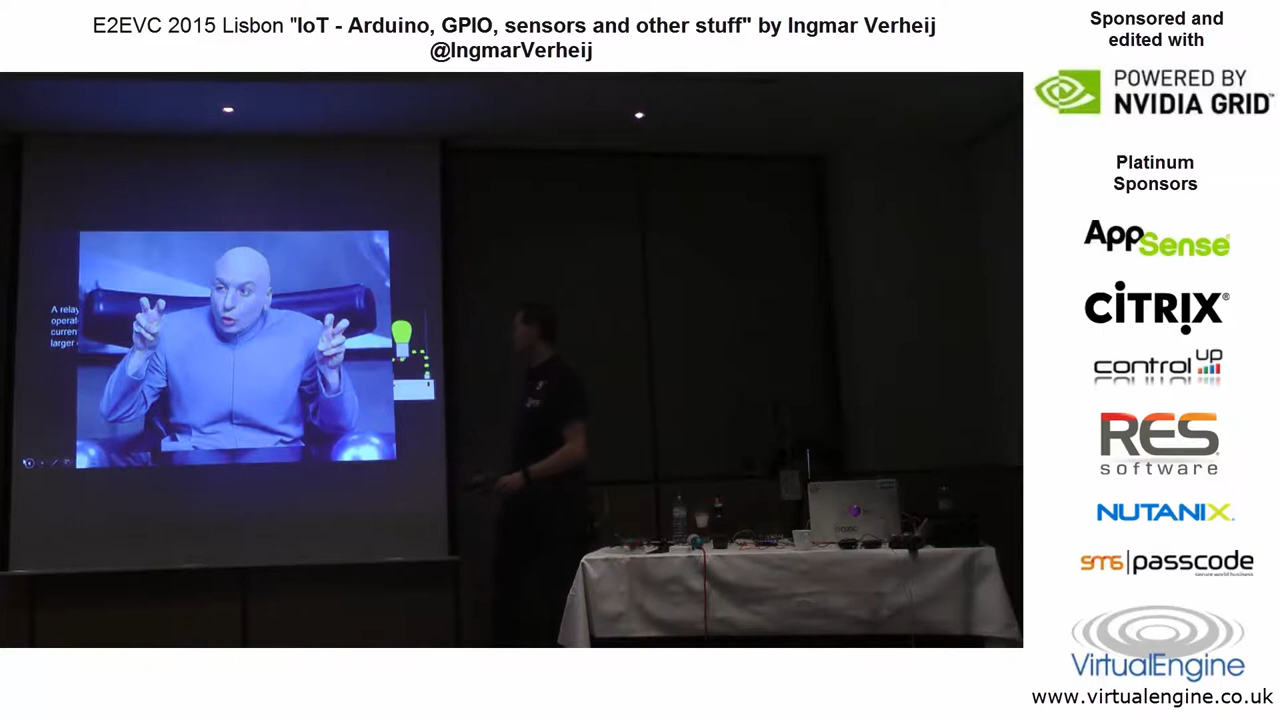 E2EVC 2015 Lisbon "IoT - Arduino, GPIO, sensors and other stuff" by Ingmar Verheij
@IngmarVerheij
Sponsored and
edited with
POWERED BY
NVIDIA GRID
Platinum
Sponsors
AppSense
CİTRIX
control up
RES
software
NUTANIX
sms|passcode
VirtualEngine
www.virtualengine.co.uk
A relay
operat
curren
larger